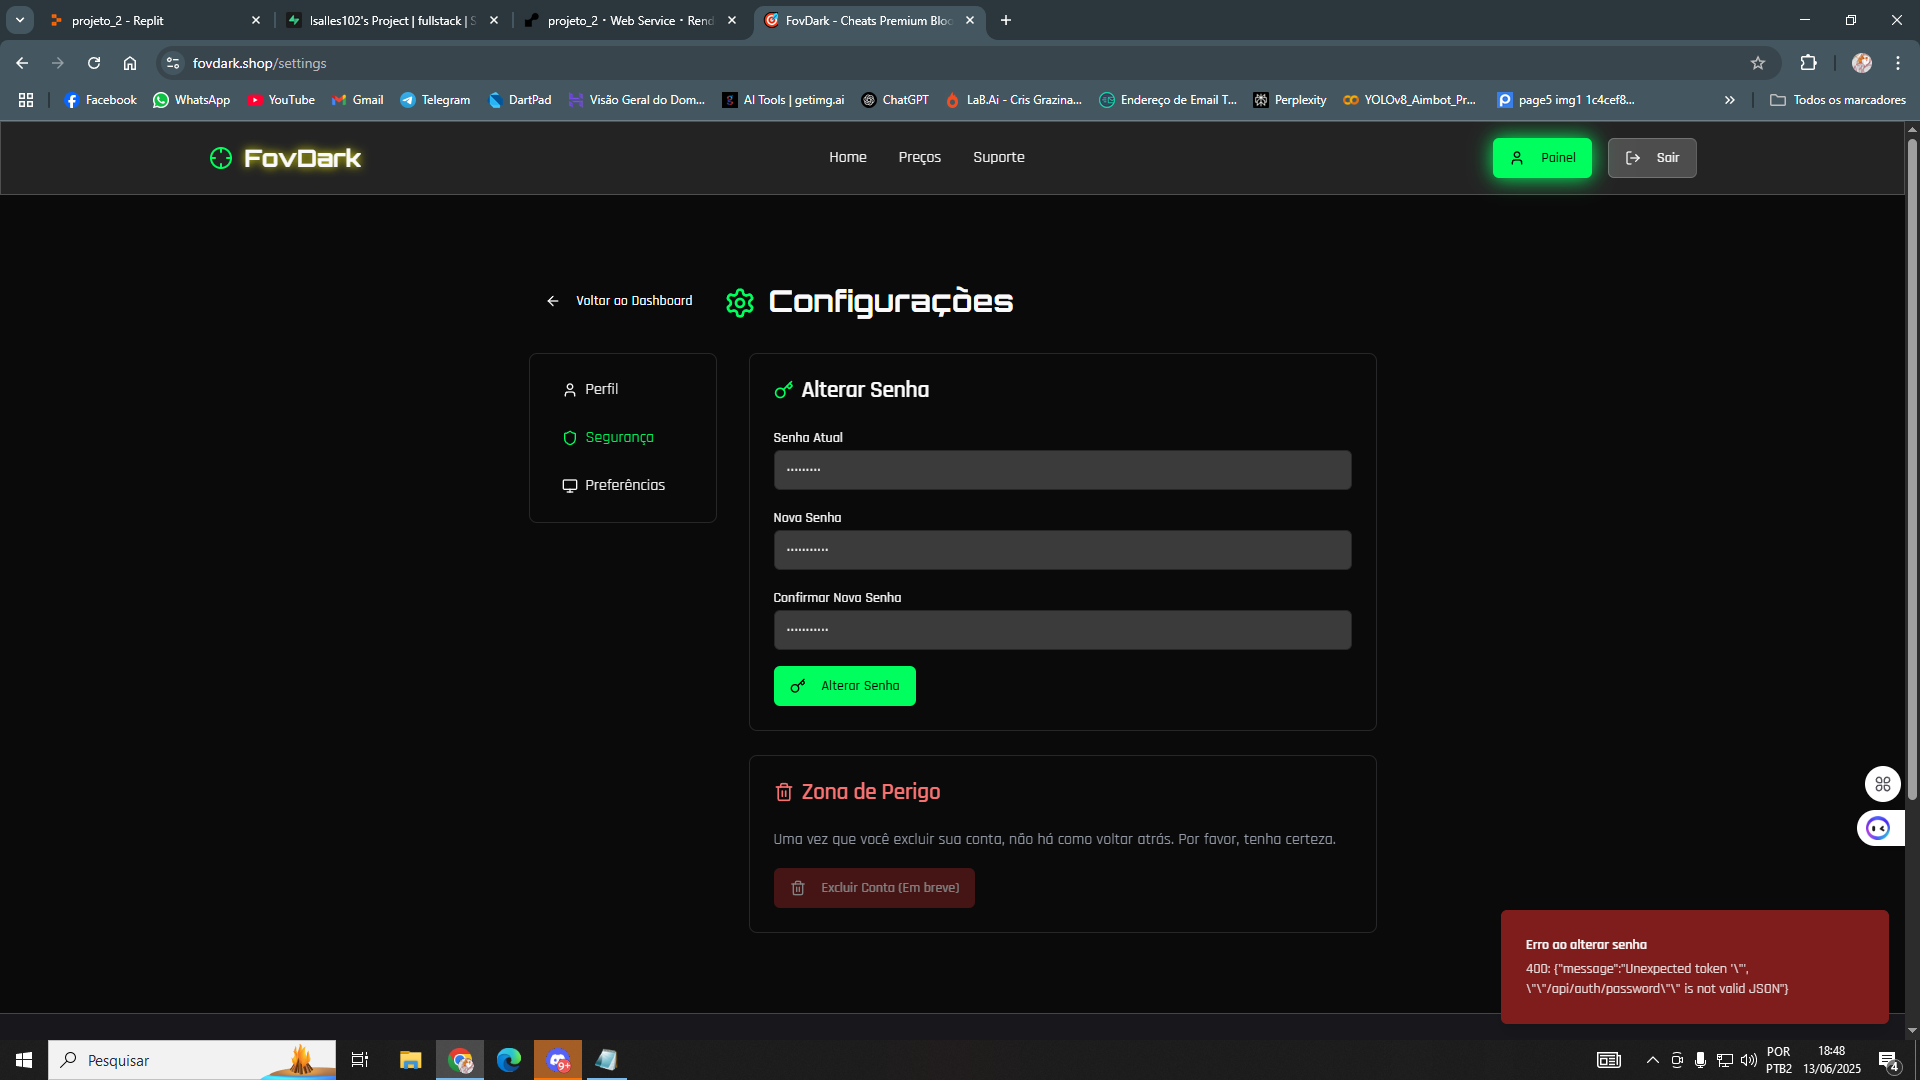 projeto_2 - Replit
lsalles102's Project | fullstack | S
projeto_2 · Web Service · Rend
FovDark - Cheats Premium Bloo
fovdark.shop/settings
Facebook
WhatsApp
YouTube
Gmail
Telegram
DartPad
Visão Geral do Dom...
AI Tools | getimg.ai
ChatGPT
LaB.Ai - Cris Grazina...
Endereço de Email T...
Perplexity
YOLOv8_Aimbot_Pr...
page5 img1 1c4cef8...
Todos os marcadores
FovDark
Home
Preços
Suporte
Painel
Sair
Voltar ao Dashboard
Configurações
Perfil
Segurança
Preferências
Alterar Senha
Senha Atual
·········
Nova Senha
···········
Confirmar Nova Senha
···········
Alterar Senha
Zona de Perigo
Uma vez que você excluir sua conta, não há como voltar atrás. Por favor, tenha certeza.
Excluir Conta (Em breve)
Erro ao alterar senha
400: {"message":"Unexpected token '\"',
\"\"/api/auth/password\"\" is not valid JSON"}
Pesquisar
9+
POR
PTB2
18:48
13/06/2025
4